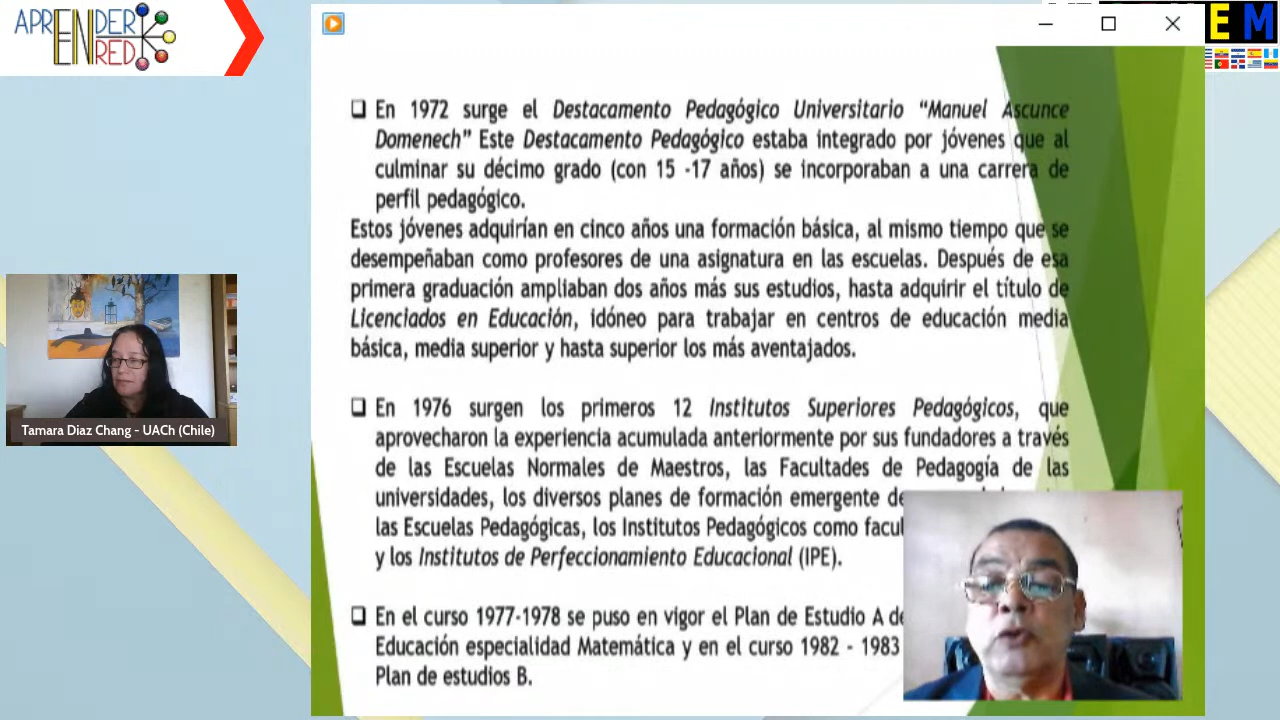 APRENDER
EN RED
E M
❑ En 1972 surge el Destacamento Pedagógico Universitario “Manuel Ascunce
Domenech” Este Destacamento Pedagógico estaba integrado por jóvenes que al
culminar su décimo grado (con 15 -17 años) se incorporaban a una carrera de
perfil pedagógico.
Estos jóvenes adquirían en cinco años una formación básica, al mismo tiempo que se
desempeñaban como profesores de una asignatura en las escuelas. Después de esa
primera graduación ampliaban dos años más sus estudios, hasta adquirir el título de
Licenciados en Educación, idóneo para trabajar en centros de educación media
básica, media superior y hasta superior los más aventajados.
❑ En 1976 surgen los primeros 12 Institutos Superiores Pedagógicos, que
aprovecharon la experiencia acumulada anteriormente por sus fundadores a través
de las Escuelas Normales de Maestros, las Facultades de Pedagogía de las
universidades, los diversos planes de formación emergente de
las Escuelas Pedagógicas, los Institutos Pedagógicos como facul
y los Institutos de Perfeccionamiento Educacional (IPE).
❑ En el curso 1977-1978 se puso en vigor el Plan de Estudio A de
Educación especialidad Matemática y en el curso 1982 - 1983
Plan de estudios B.
Tamara Diaz Chang - UACh (Chile)